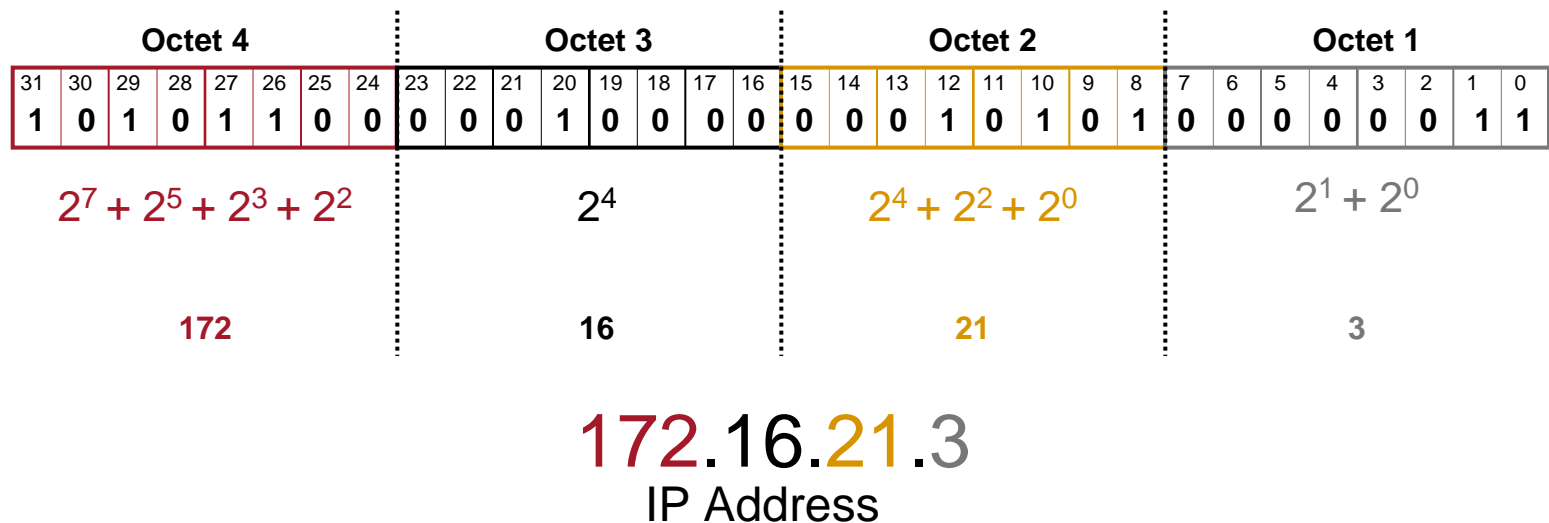 Octet 4 Octet 3 Octet 2 Octet 1
31 30 29 28 27 26 25 24 23 22 21 20 19 18 17 16 15 14 13 12 11 10 9 8 7 6 5 4 3 2 1 0
1 0 1 0 1 1 0 0 0 0 0 1 0 0 0 0 0 0 0 1 0 1 0 1 0 0 0 0 0 0 1 1
2⁷ + 2⁵ + 2³ + 2² 2⁴ 2⁴ + 2² + 2⁰ 2¹ + 2⁰
172 16 21 3
172.16.21.3
IP Address